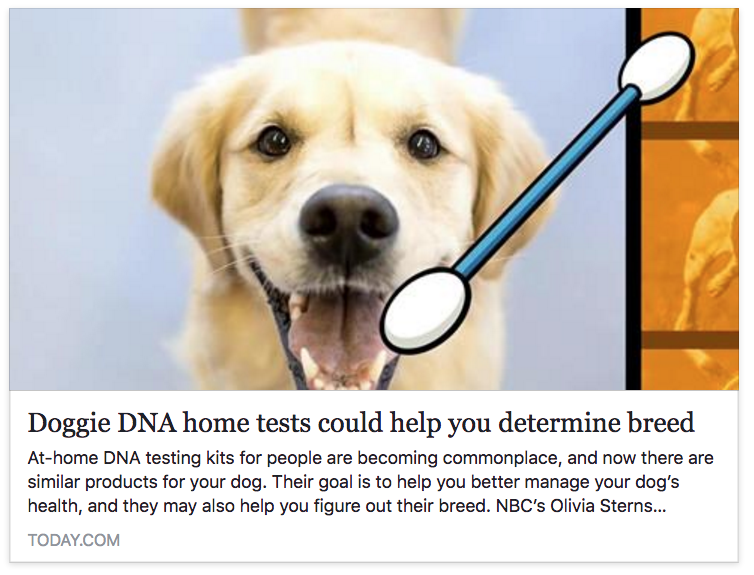 Doggie DNA home tests could help you determine breed
At-home DNA testing kits for people are becoming commonplace, and now there are
similar products for your dog. Their goal is to help you better manage your dog’s
health, and they may also help you figure out their breed. NBC’s Olivia Sterns...
TODAY.COM